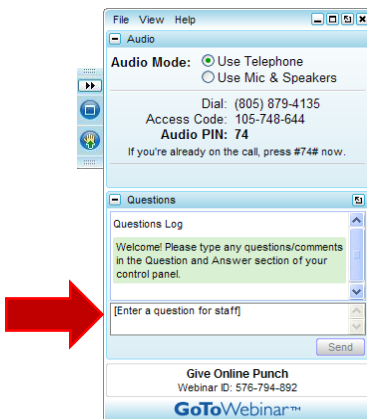 File View Help
Audio
Audio Mode: Use Telephone
Use Mic & Speakers
Dial: (805) 879-4135
Access Code: 105-748-644
Audio PIN: 74
If you're already on the call, press #74# now.
Questions
Questions Log
Welcome! Please type any questions/comments
in the Question and Answer section of your
control panel.
[Enter a question for staff]
Send
Give Online Punch
Webinar ID: 576-794-892
GoToWebinar™